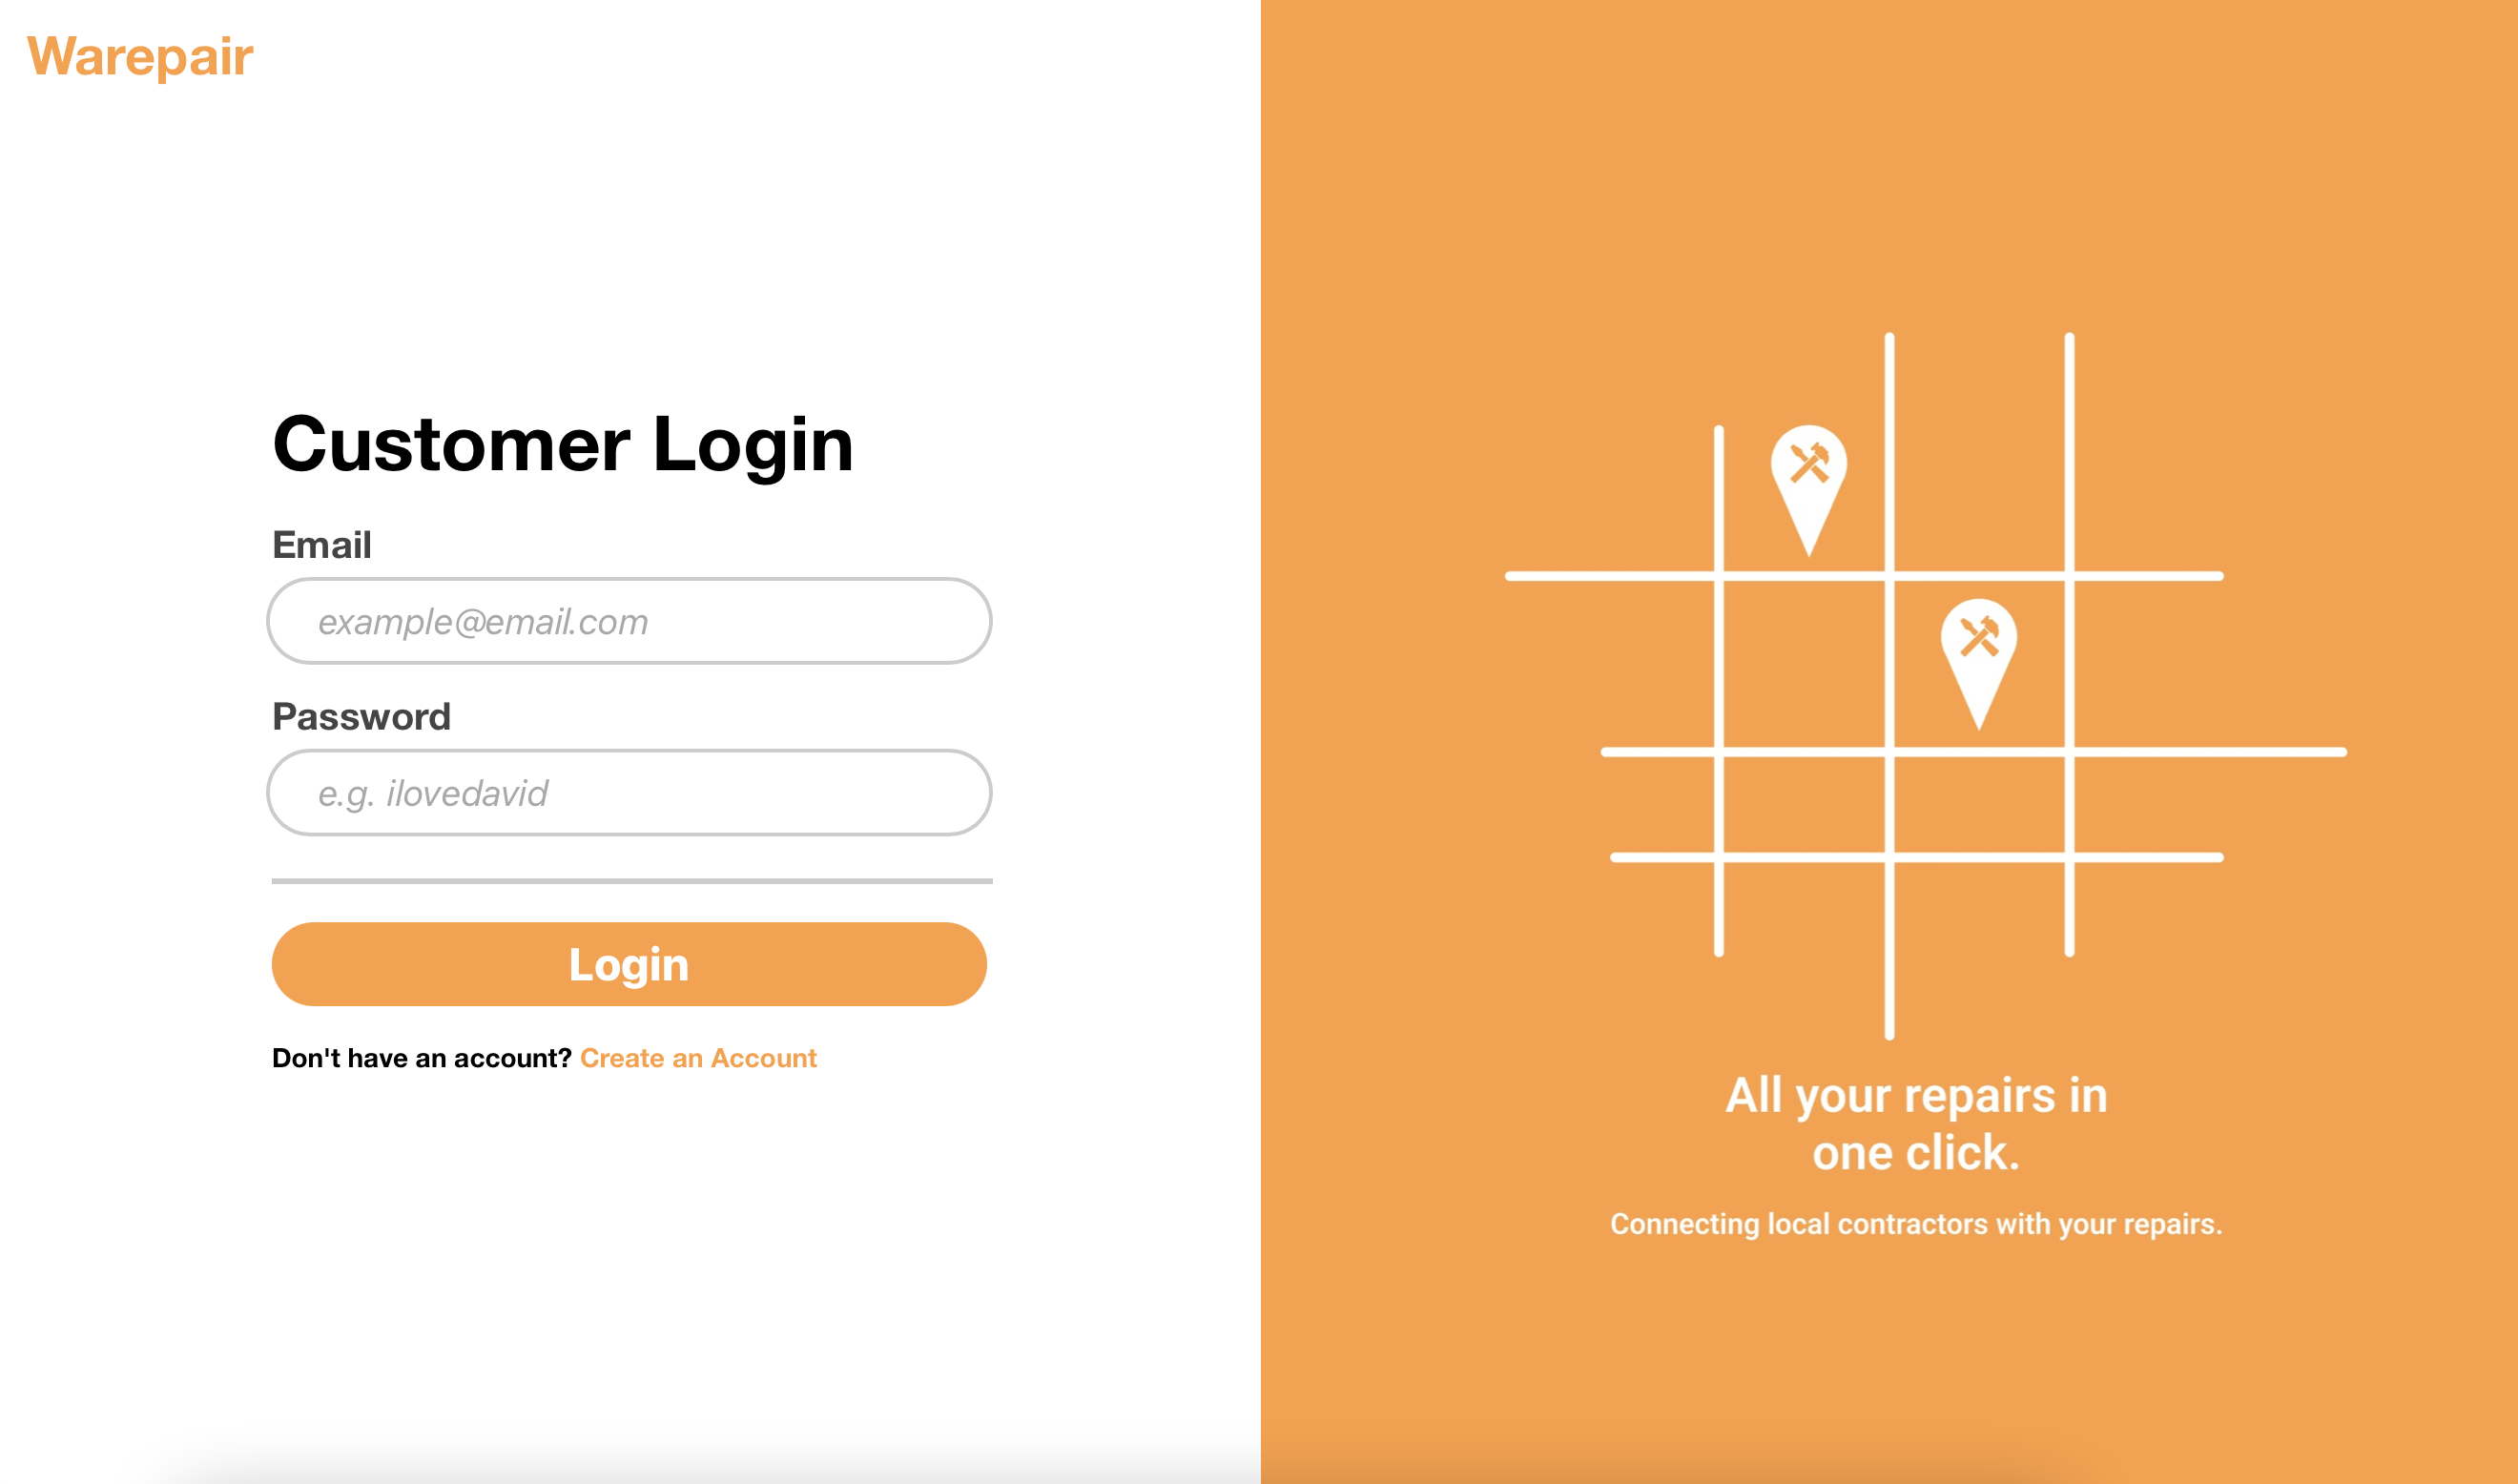 Warepair
Customer Login
Email
example@email.com
Password
e.g. ilovedavid
Login
Don't have an account? Create an Account
All your repairs in
one click.
Connecting local contractors with your repairs.